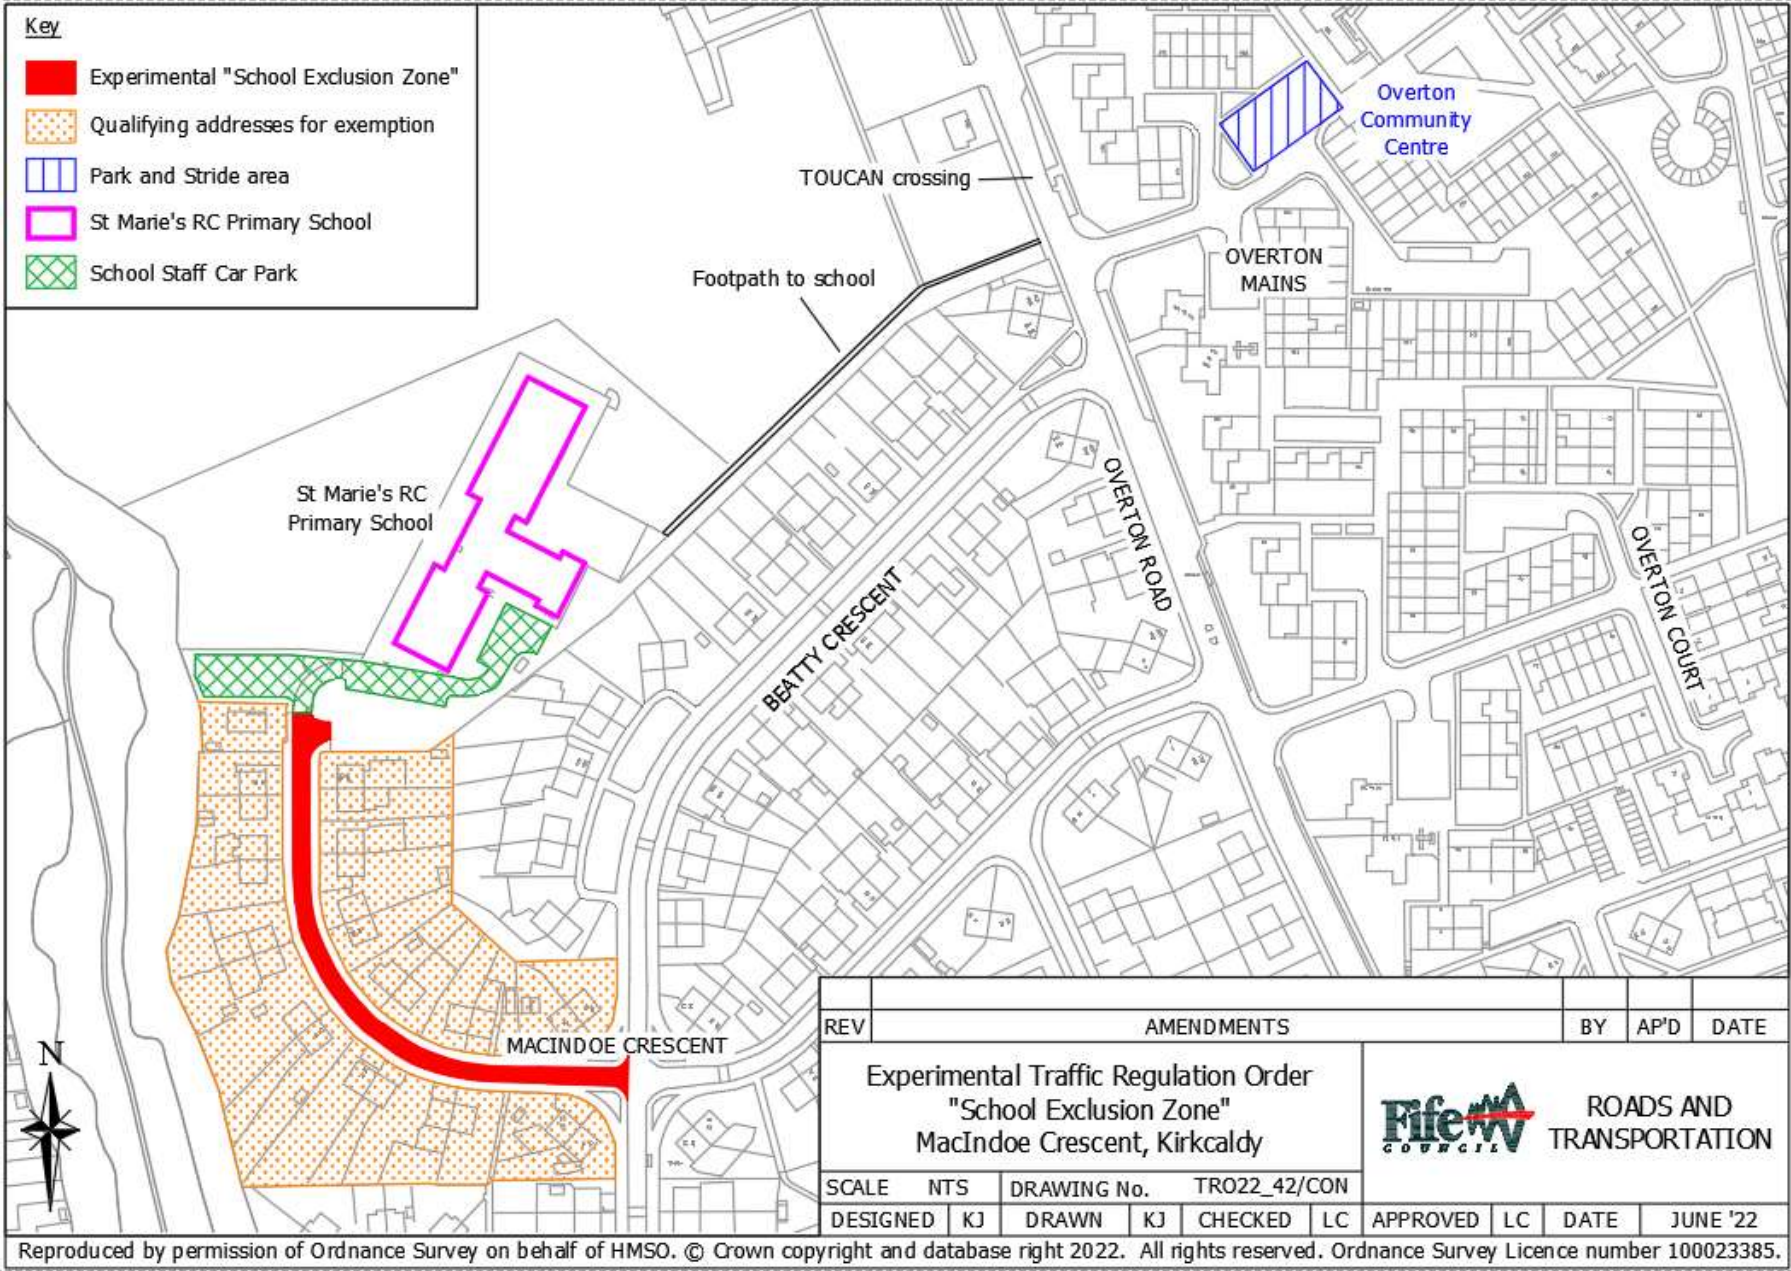 Key
Experimental "School Exclusion Zone"
Qualifying addresses for exemption
Park and Stride area
St Marie's RC Primary School
School Staff Car Park
Overton
Community
Centre
TOUCAN crossing
OVERTON
MAINS
Footpath to school
St Marie's RC
Primary School
OVERTON ROAD
OVERTON COURT
BEATTY CRESCENT
MACINDOE CRESCENT
N
REV AMENDMENTS BY AP'D DATE
Experimental Traffic Regulation Order
"School Exclusion Zone"
MacIndoe Crescent, Kirkcaldy
Fife
COUNCIL
ROADS AND
TRANSPORTATION
SCALE NTS DRAWING No. TRO22_42/CON
DESIGNED KJ DRAWN KJ CHECKED LC APPROVED LC DATE JUNE '22
Reproduced by permission of Ordnance Survey on behalf of HMSO. © Crown copyright and database right 2022. All rights reserved. Ordnance Survey Licence number 100023385.